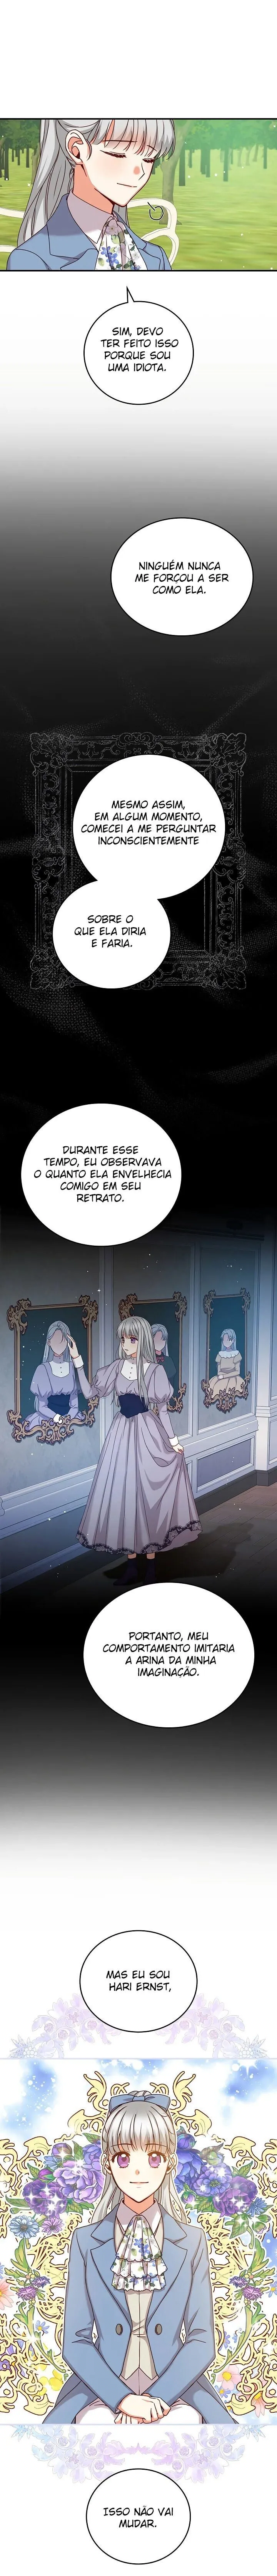 SIM, DEVO
TER FEITO ISSO
PORQUE SOU
UMA IDIOTA.
NINGUÉM NUNCA
ME FORÇOU A SER
COMO ELA.
MESMO ASSIM,
EM ALGUM MOMENTO,
COMECEI A ME PERGUNTAR
INCONSCIENTEMENTE
SOBRE O
QUE ELA DIRIA
E FARIA.
DURANTE ESSE
TEMPO, EU OBSERVAVA
O QUANTO ELA ENVELHECIA
COMIGO EM SEU
RETRATO.
PORTANTO, MEU
COMPORTAMENTO IMITARIA
A ARINA DA MINHA
IMAGINAÇÃO.
MAS EU SOU
HARI ERNST,
ISSO NÃO VAI
MUDAR.